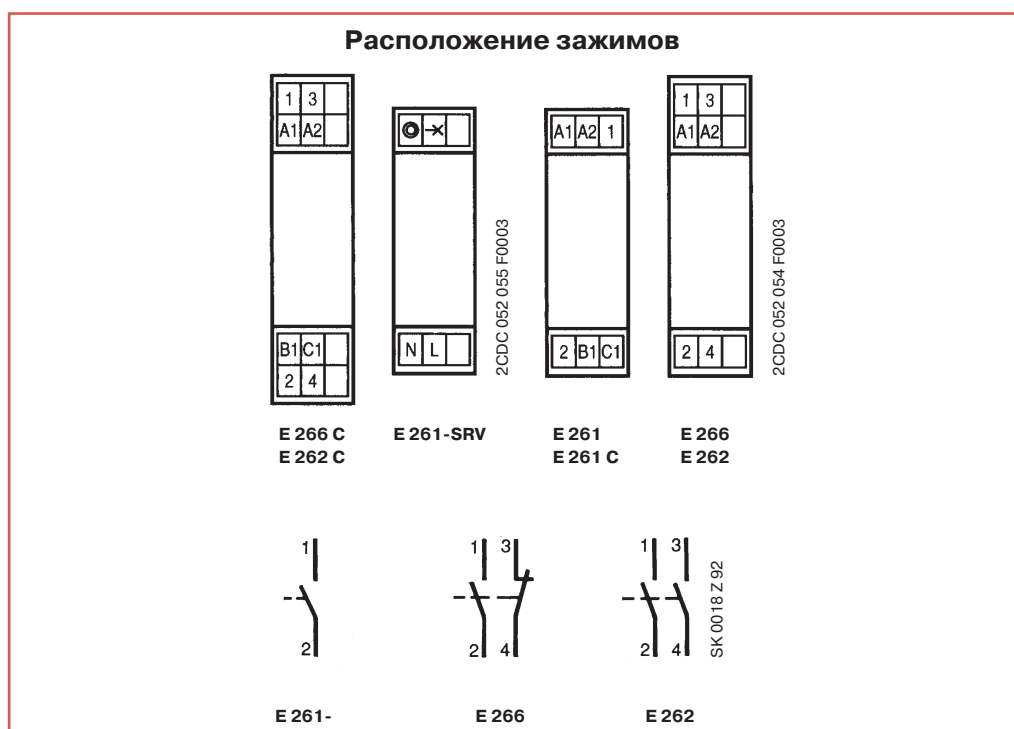 Расположение зажимов
1 3
A1 A2
B1 C1
2 4
E 266 C
E 262 C
N L
E 261-SRV
2CDC 052 055 F0003
A1 A2 1
2 B1 C1
E 261
E 261 C
1 3
A1 A2
2 4
E 266
E 262
2CDC 052 054 F0003
1
2
E 261-
1 3
2 4
E 266
1 3
2 4
E 262
SK 0018 Z 92